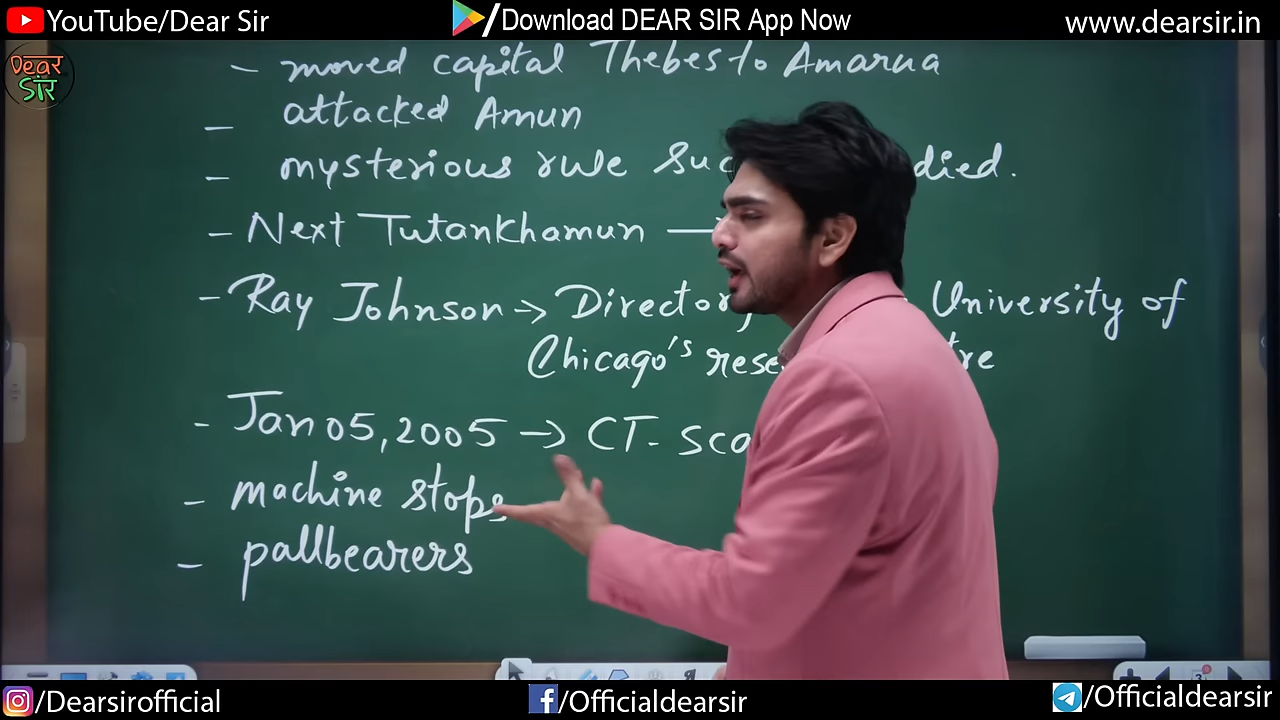 YouTube/Dear Sir
Download DEAR SIR App Now
www.dearsir.in
Dear
सर
- moved capital Thebes to Amarna
- attacked Amun
- mysterious rule died.
- Next Tutankhamun —
- Ray Johnson → Director, University of
Chicago's
- Jan 05, 2005 → CT-
- machine stops
- pallbearers
/Dearsirofficial
/Officialdearsir
/Officialdearsir